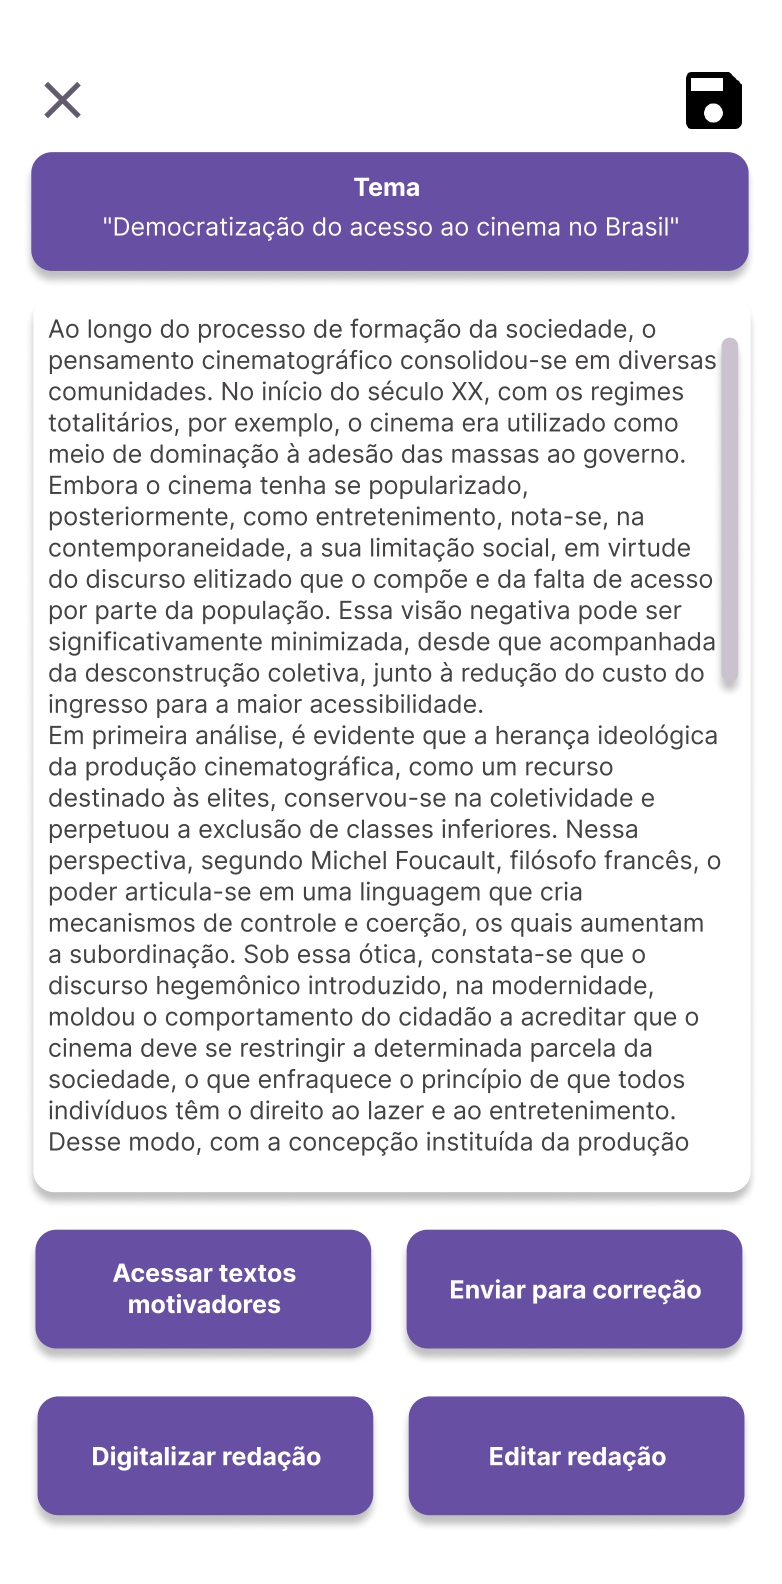 Tema
"Democratização do acesso ao cinema no Brasil"
Ao longo do processo de formação da sociedade, o
pensamento cinematográfico consolidou-se em diversas
comunidades. No início do século XX, com os regimes
totalitários, por exemplo, o cinema era utilizado como
meio de dominação à adesão das massas ao governo.
Embora o cinema tenha se popularizado,
posteriormente, como entretenimento, nota-se, na
contemporaneidade, a sua limitação social, em virtude
do discurso elitizado que o compõe e da falta de acesso
por parte da população. Essa visão negativa pode ser
significativamente minimizada, desde que acompanhada
da desconstrução coletiva, junto à redução do custo do
ingresso para a maior acessibilidade.
Em primeira análise, é evidente que a herança ideológica
da produção cinematográfica, como um recurso
destinado às elites, conservou-se na coletividade e
perpetuou a exclusão de classes inferiores. Nessa
perspectiva, segundo Michel Foucault, filósofo francês, o
poder articula-se em uma linguagem que cria
mecanismos de controle e coerção, os quais aumentam
a subordinação. Sob essa ótica, constata-se que o
discurso hegemônico introduzido, na modernidade,
moldou o comportamento do cidadão a acreditar que o
cinema deve se restringir a determinada parcela da
sociedade, o que enfraquece o princípio de que todos
indivíduos têm o direito ao lazer e ao entretenimento.
Desse modo, com a concepção instituída da produção
Acessar textos
motivadores
Enviar para correção
Digitalizar redação
Editar redação